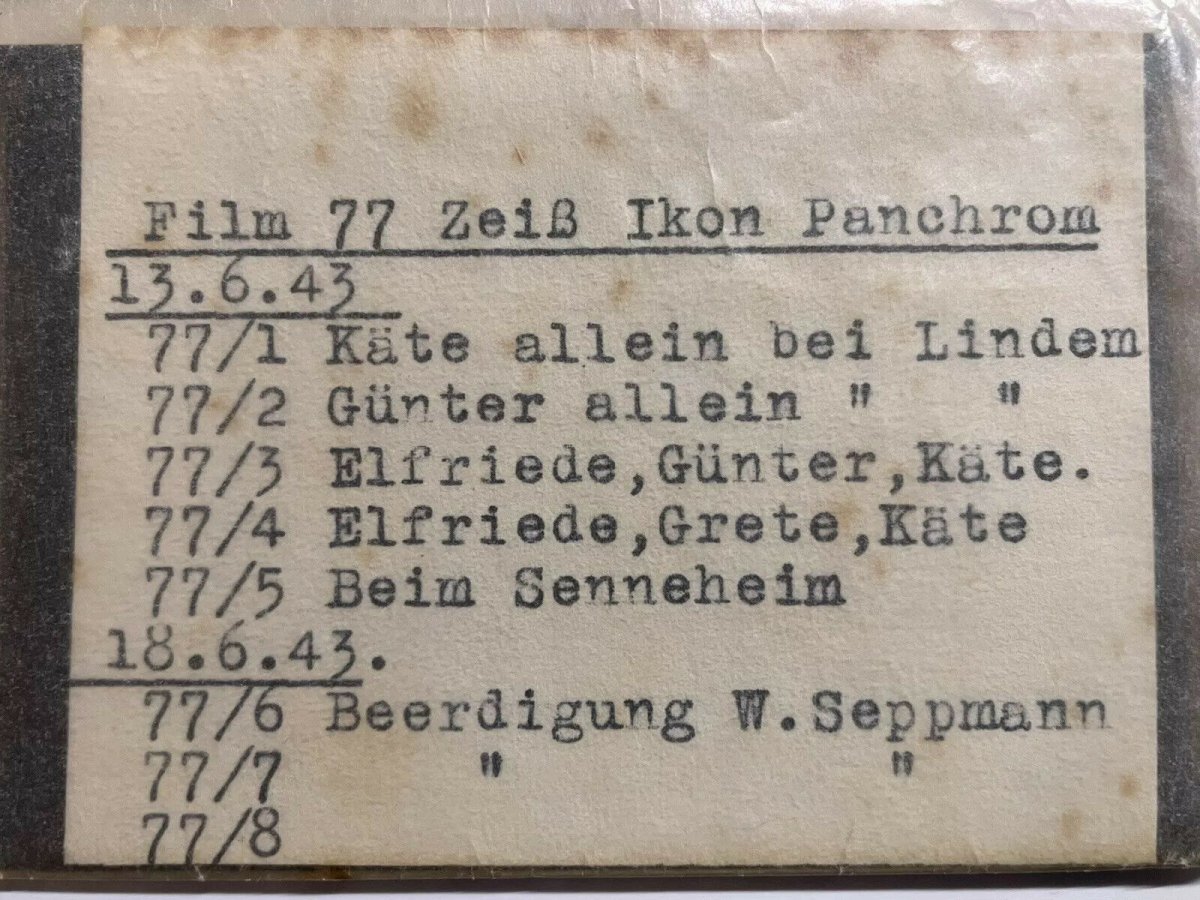 Film 77 Zeiß Ikon Panchrom
13.6.43
77/1 Käte allein bei Lindem
77/2 Günter allein " "
77/3 Elfriede,Günter,Käte.
77/4 Elfriede,Grete,Käte
77/5 Beim Senneheim
18.6.43.
77/6 Beerdigung W.Seppmann
77/7 " "
77/8